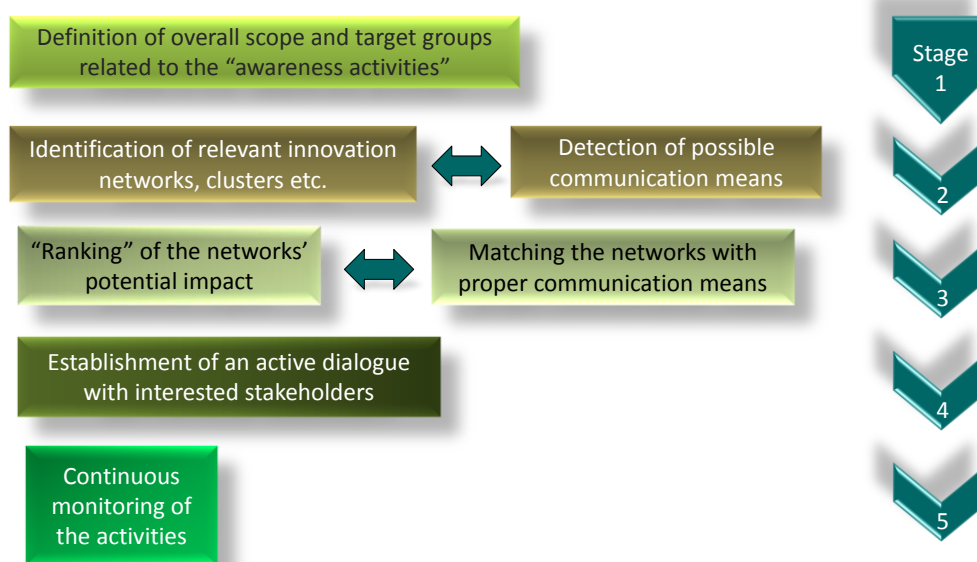 Definition of overall scope and target groups
related to the “awareness activities”
Stage
1
Identification of relevant innovation
networks, clusters etc.
Detection of possible
communication means
2
“Ranking” of the networks’
potential impact
Matching the networks with
proper communication means
3
Establishment of an active dialogue
with interested stakeholders
4
Continuous
monitoring of
the activities
5